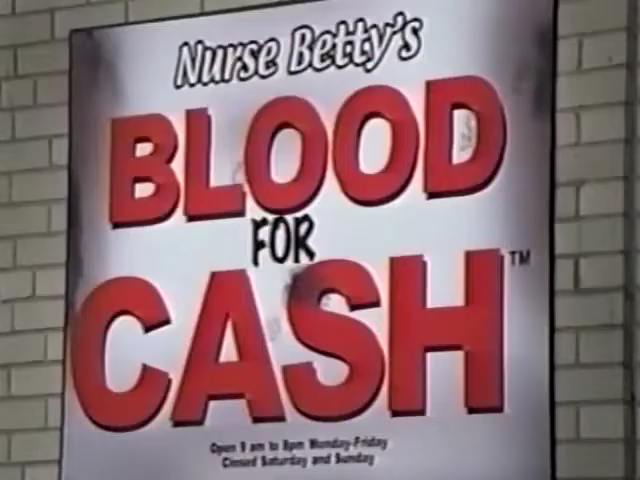 Nurse Betty's
BLOOD
FOR
CASH™
Open 9 am to 8pm Monday-Friday
Closed Saturday and Sunday